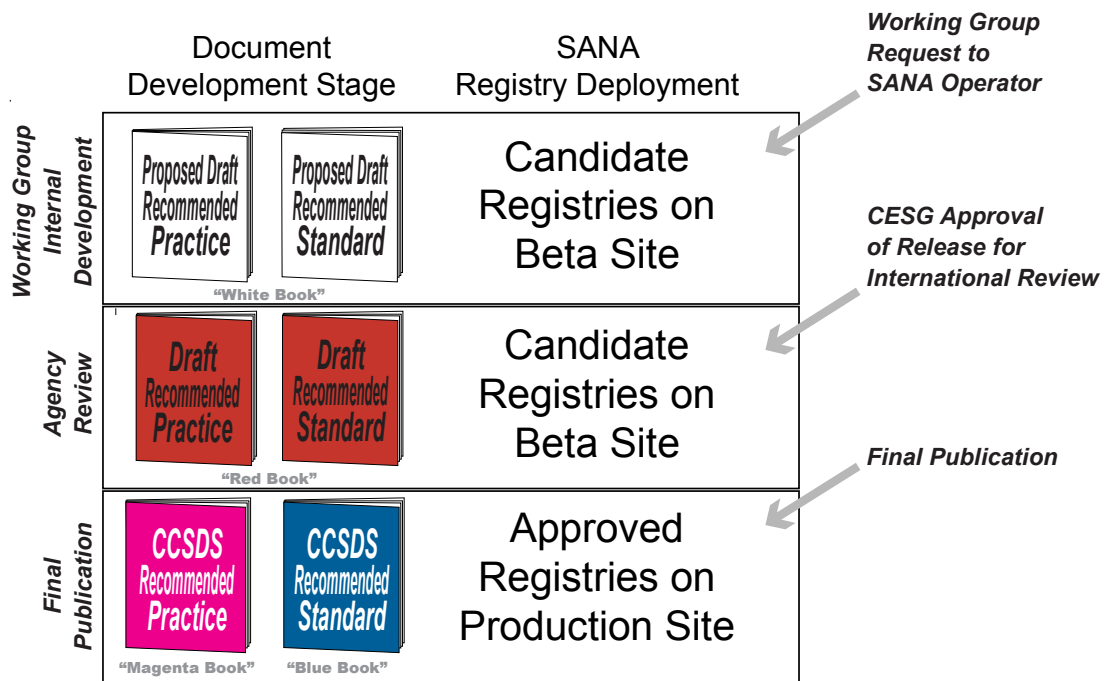 Document
Development Stage
SANA
Registry Deployment
Working Group
Request to
SANA Operator
Working Group
Internal
Development
Proposed Draft
Recommended
Practice
Proposed Draft
Recommended
Standard
“White Book”
Candidate
Registries on
Beta Site
CESG Approval
of Release for
International Review
Agency
Review
Draft
Recommended
Practice
Draft
Recommended
Standard
“Red Book”
Candidate
Registries on
Beta Site
Final Publication
Final
Publication
CCSDS
Recommended
Practice
CCSDS
Recommended
Standard
“Magenta Book”
“Blue Book”
Approved
Registries on
Production Site